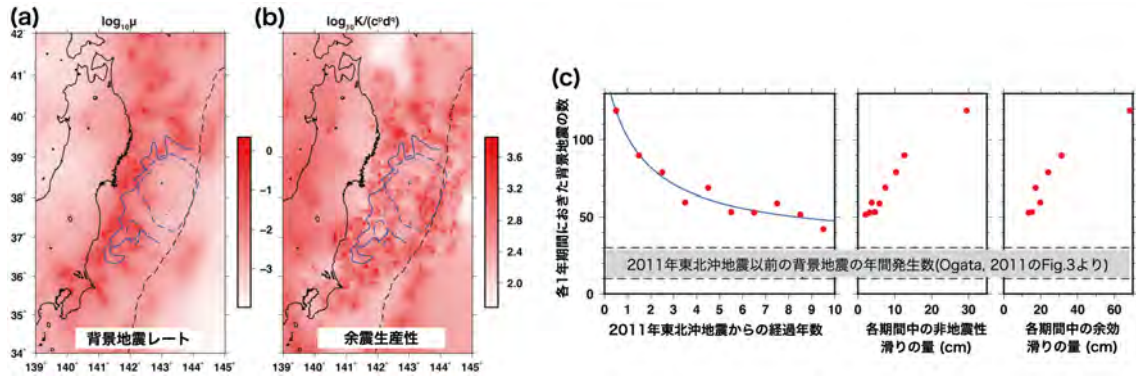 (a)
log₁₀μ
42˚
41˚
40˚
39˚
38˚
37˚
36˚
35˚
34˚
139˚ 140˚ 141˚ 142˚ 143˚ 144˚ 145˚
背景地震レート
0
−1
−2
−3
(b)
log₁₀K/(cᵖd𐞥)
139˚ 140˚ 141˚ 142˚ 143˚ 144˚ 145˚
余震生産性
3.6
3.2
2.8
2.4
2.0
(c)
各1年期間におきた背景地震の数
100
50
0
0 1 2 3 4 5 6 7 8 9 10
2011年東北沖地震からの経過年数
0 10 20 30
各期間中の非地震性
滑りの量 (cm)
0 20 40 60
各期間中の余効
滑りの量 (cm)
2011年東北沖地震以前の背景地震の年間発生数(Ogata, 2011のFig.3より)